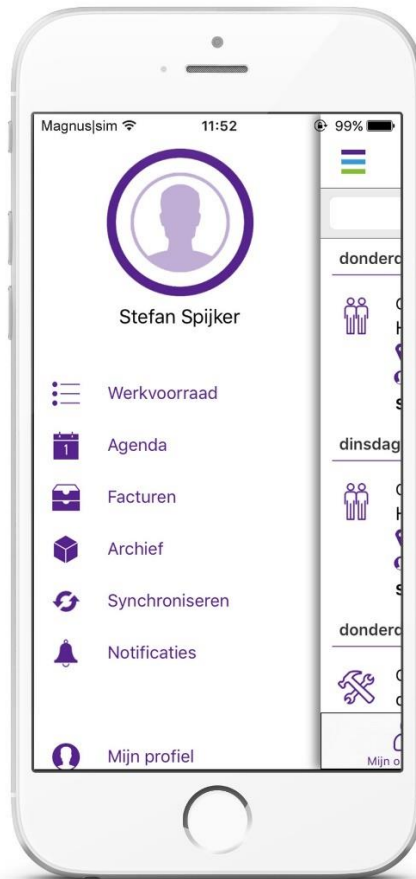 Magnus|sim 11:52 99%
Stefan Spijker
Werkvoorraad
Agenda
1
Facturen
Archief
Synchroniseren
Notificaties
Mijn profiel
donderd
dinsdag
donderd
Mijn o